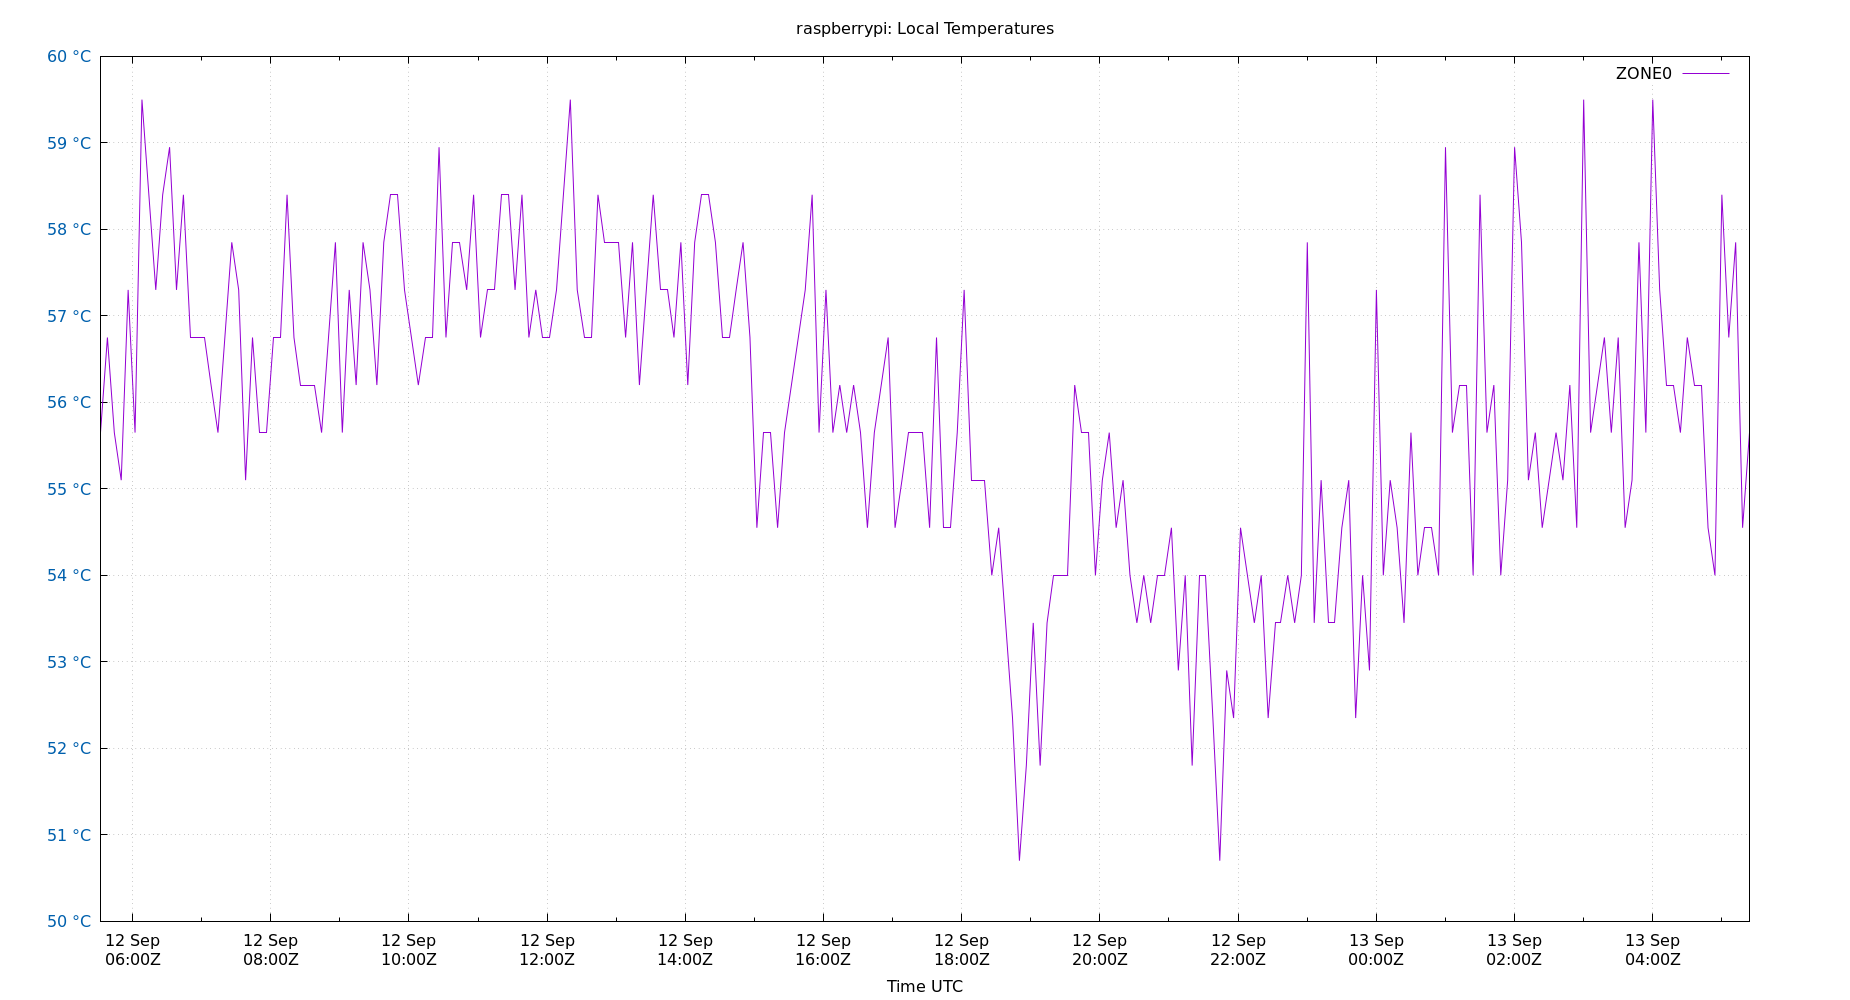 raspberrypi: Local Temperatures
60 °C
ZONE0
59 °C
58 °C
57 °C
56 °C
55 °C
54 °C
53 °C
52 °C
51 °C
50 °C
12 Sep 12 Sep 12 Sep 12 Sep 12 Sep 12 Sep 12 Sep 12 Sep 12 Sep 13 Sep 13 Sep 13 Sep
06:00Z 08:00Z 10:00Z 12:00Z 14:00Z 16:00Z 18:00Z 20:00Z 22:00Z 00:00Z 02:00Z 04:00Z
Time UTC